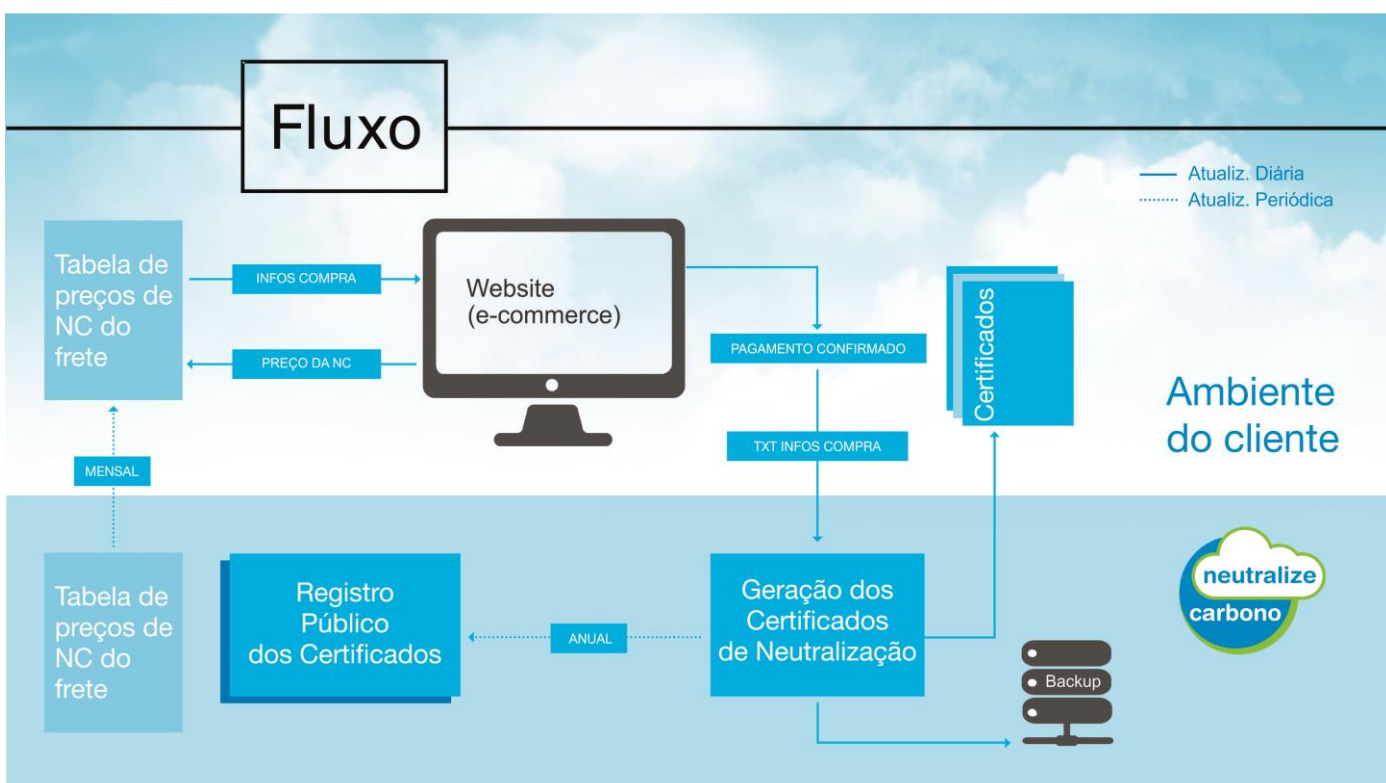 Fluxo
Atualiz. Diária
Atualiz. Periódica
Tabela de
preços de
NC do
frete
INFOS COMPRA
PREÇO DA NC
Website
(e-commerce)
PAGAMENTO CONFIRMADO
TXT INFOS COMPRA
Certificados
Ambiente
do cliente
MENSAL
Tabela de
preços de
NC do
frete
Registro
Público
dos Certificados
ANUAL
Geração dos
Certificados
de Neutralização
Backup
neutralize
carbono